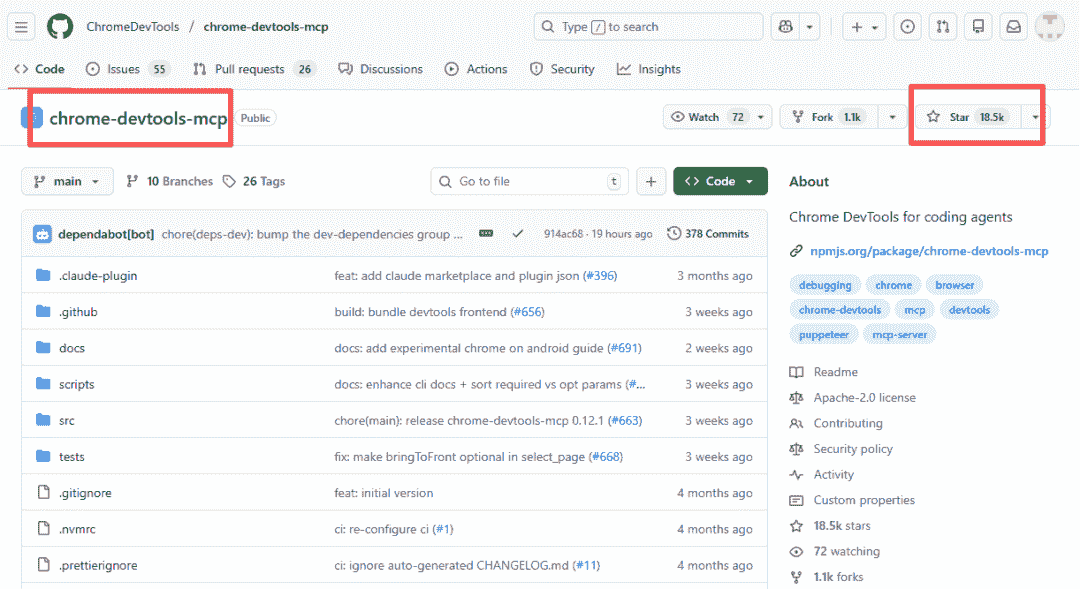 ChromeDevTools / chrome-devtools-mcp
Type / to search
Code Issues 55 Pull requests 26 Discussions Actions Security Insights
chrome-devtools-mcp Public
Watch 72 Fork 1.1k Star 18.5k
main 10 Branches 26 Tags Go to file t + Code
dependabot[bot] chore(deps-dev): bump the dev-dependencies group ... 914ac68 · 19 hours ago 378 Commits
.claude-plugin feat: add claude marketplace and plugin json (#396) 3 months ago
.github build: bundle devtools frontend (#656) 3 weeks ago
docs docs: add experimental chrome on android guide (#691) 2 weeks ago
scripts docs: enhance cli docs + sort required vs opt params (#... 3 weeks ago
src chore(main): release chrome-devtools-mcp 0.12.1 (#663) 3 weeks ago
tests fix: make bringToFront optional in select_page (#668) 3 weeks ago
.gitignore feat: initial version 4 months ago
.nvmrc ci: re-configure ci (#1) 4 months ago
.prettierignore ci: ignore auto-generated CHANGELOG.md (#11) 4 months ago
About
Chrome DevTools for coding agents
npmjs.org/package/chrome-devtools-mcp
debugging chrome browser
chrome-devtools mcp devtools
puppeteer mcp-server
Readme
Apache-2.0 license
Contributing
Security policy
Activity
Custom properties
18.5k stars
72 watching
1.1k forks